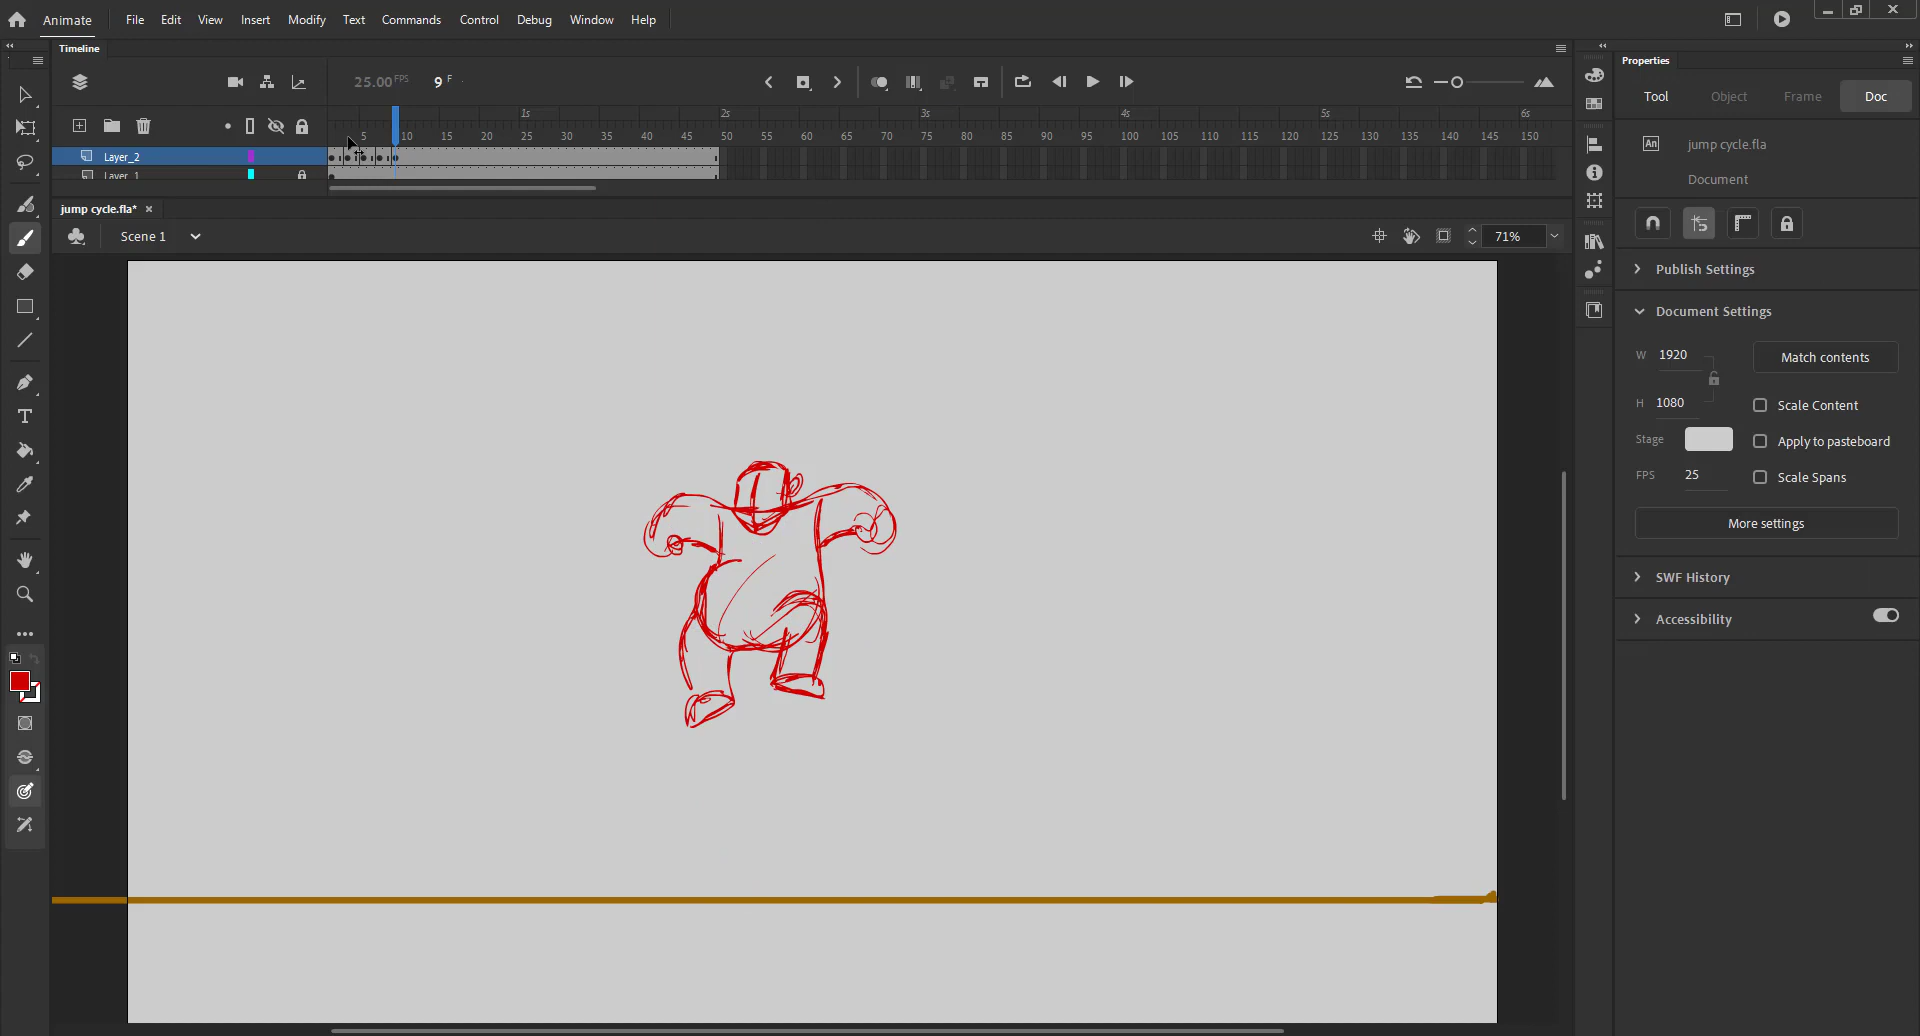 Animate File Edit View Insert Modify Text Commands Control Debug Window Help
Timeline
25.00 FPS 9 F
1s 2s 3s 4s 5s 6s
5 10 15 20 25 30 35 40 45 50 55 60 65 70 75 80 85 90 95 100 105 110 115 120 125 130 135 140 145 150
Layer_2
Layer_1
jump cycle.fla*
Scene 1
71%
Properties
Tool Object Frame Doc
An jump cycle.fla
Document
Publish Settings
Document Settings
W 1920 Match contents
H 1080 Scale Content
Stage Apply to pasteboard
FPS 25 Scale Spans
More settings
SWF History
Accessibility